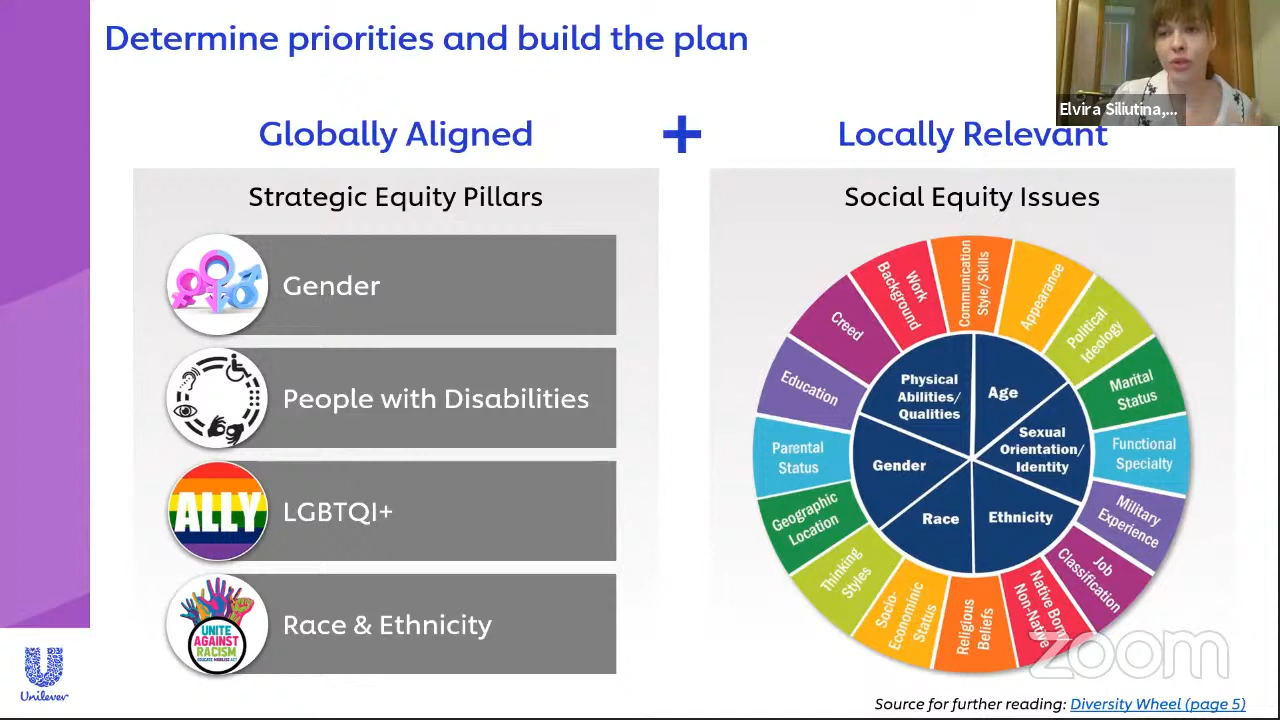 Determine priorities and build the plan
Elvira Siliutina,...
Globally Aligned
+
Locally Relevant
Strategic Equity Pillars
Gender
People with Disabilities
ALLY
LGBTQI+
UNITE
AGAINST
RACISM
Race & Ethnicity
Social Equity Issues
Communication
Style/Skills
Appearance
Political
Ideology
Marital
Status
Functional
Specialty
Military
Experience
Job
Classification
Native Born/
Non-Native
Religious
Beliefs
Socio-
Economic
Status
Thinking
Styles
Geographic
Location
Parental
Status
Education
Creed
Work
Background
Physical
Abilities/
Qualities
Age
Sexual
Orientation/
Identity
Ethnicity
Race
Gender
zoom
Unilever
Source for further reading: Diversity Wheel (page 5)